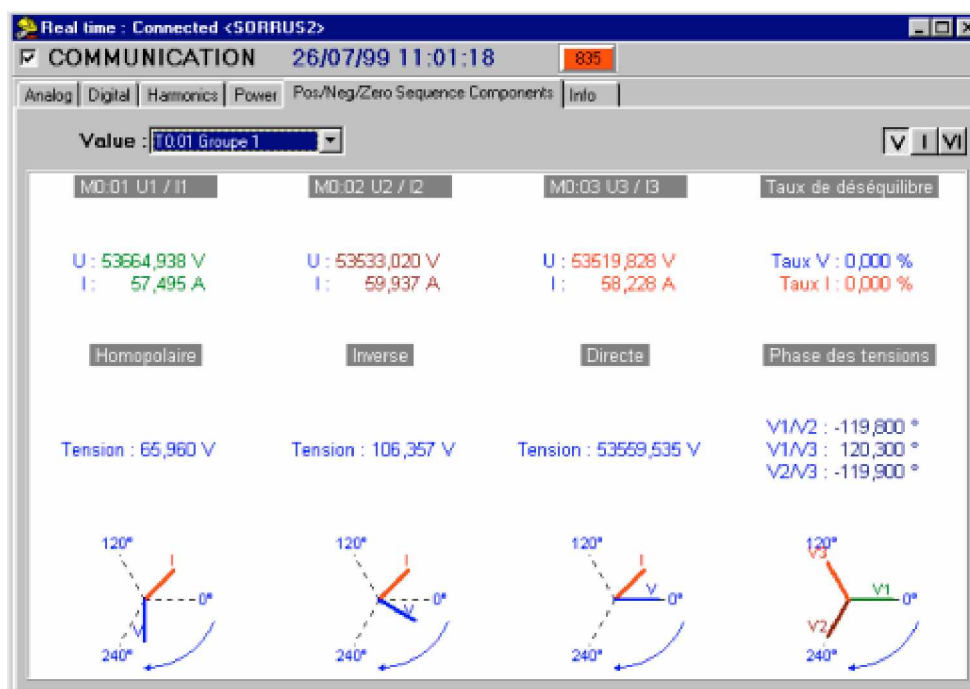 Real time : Connected <SORRUS2>
COMMUNICATION 26/07/99 11:01:18 835
Analog Digital Harmonics Power Pos/Neg/Zero Sequence Components Info
Value : T0.01 Groupe 1 V I VI
M0:01 U1 / I1 M0:02 U2 / I2 M0:03 U3 / I3 Taux de déséquilibre
U : 53664,938 V U : 53533,020 V U : 53519,828 V Taux V : 0,000 %
I : 57,495 A I : 59,937 A I : 58,228 A Taux I : 0,000 %
Homopolaire Inverse Directe Phase des tensions
V1/V2 : -119,800 °
Tension : 65,960 V Tension : 106,357 V Tension : 53559,535 V V1/V3 : 120,300 °
V2/V3 : -119,900 °
120° 120° 120° 120°
I I I V3
0° 0° V 0° V1 0°
V V V2
240° 240° 240° 240°